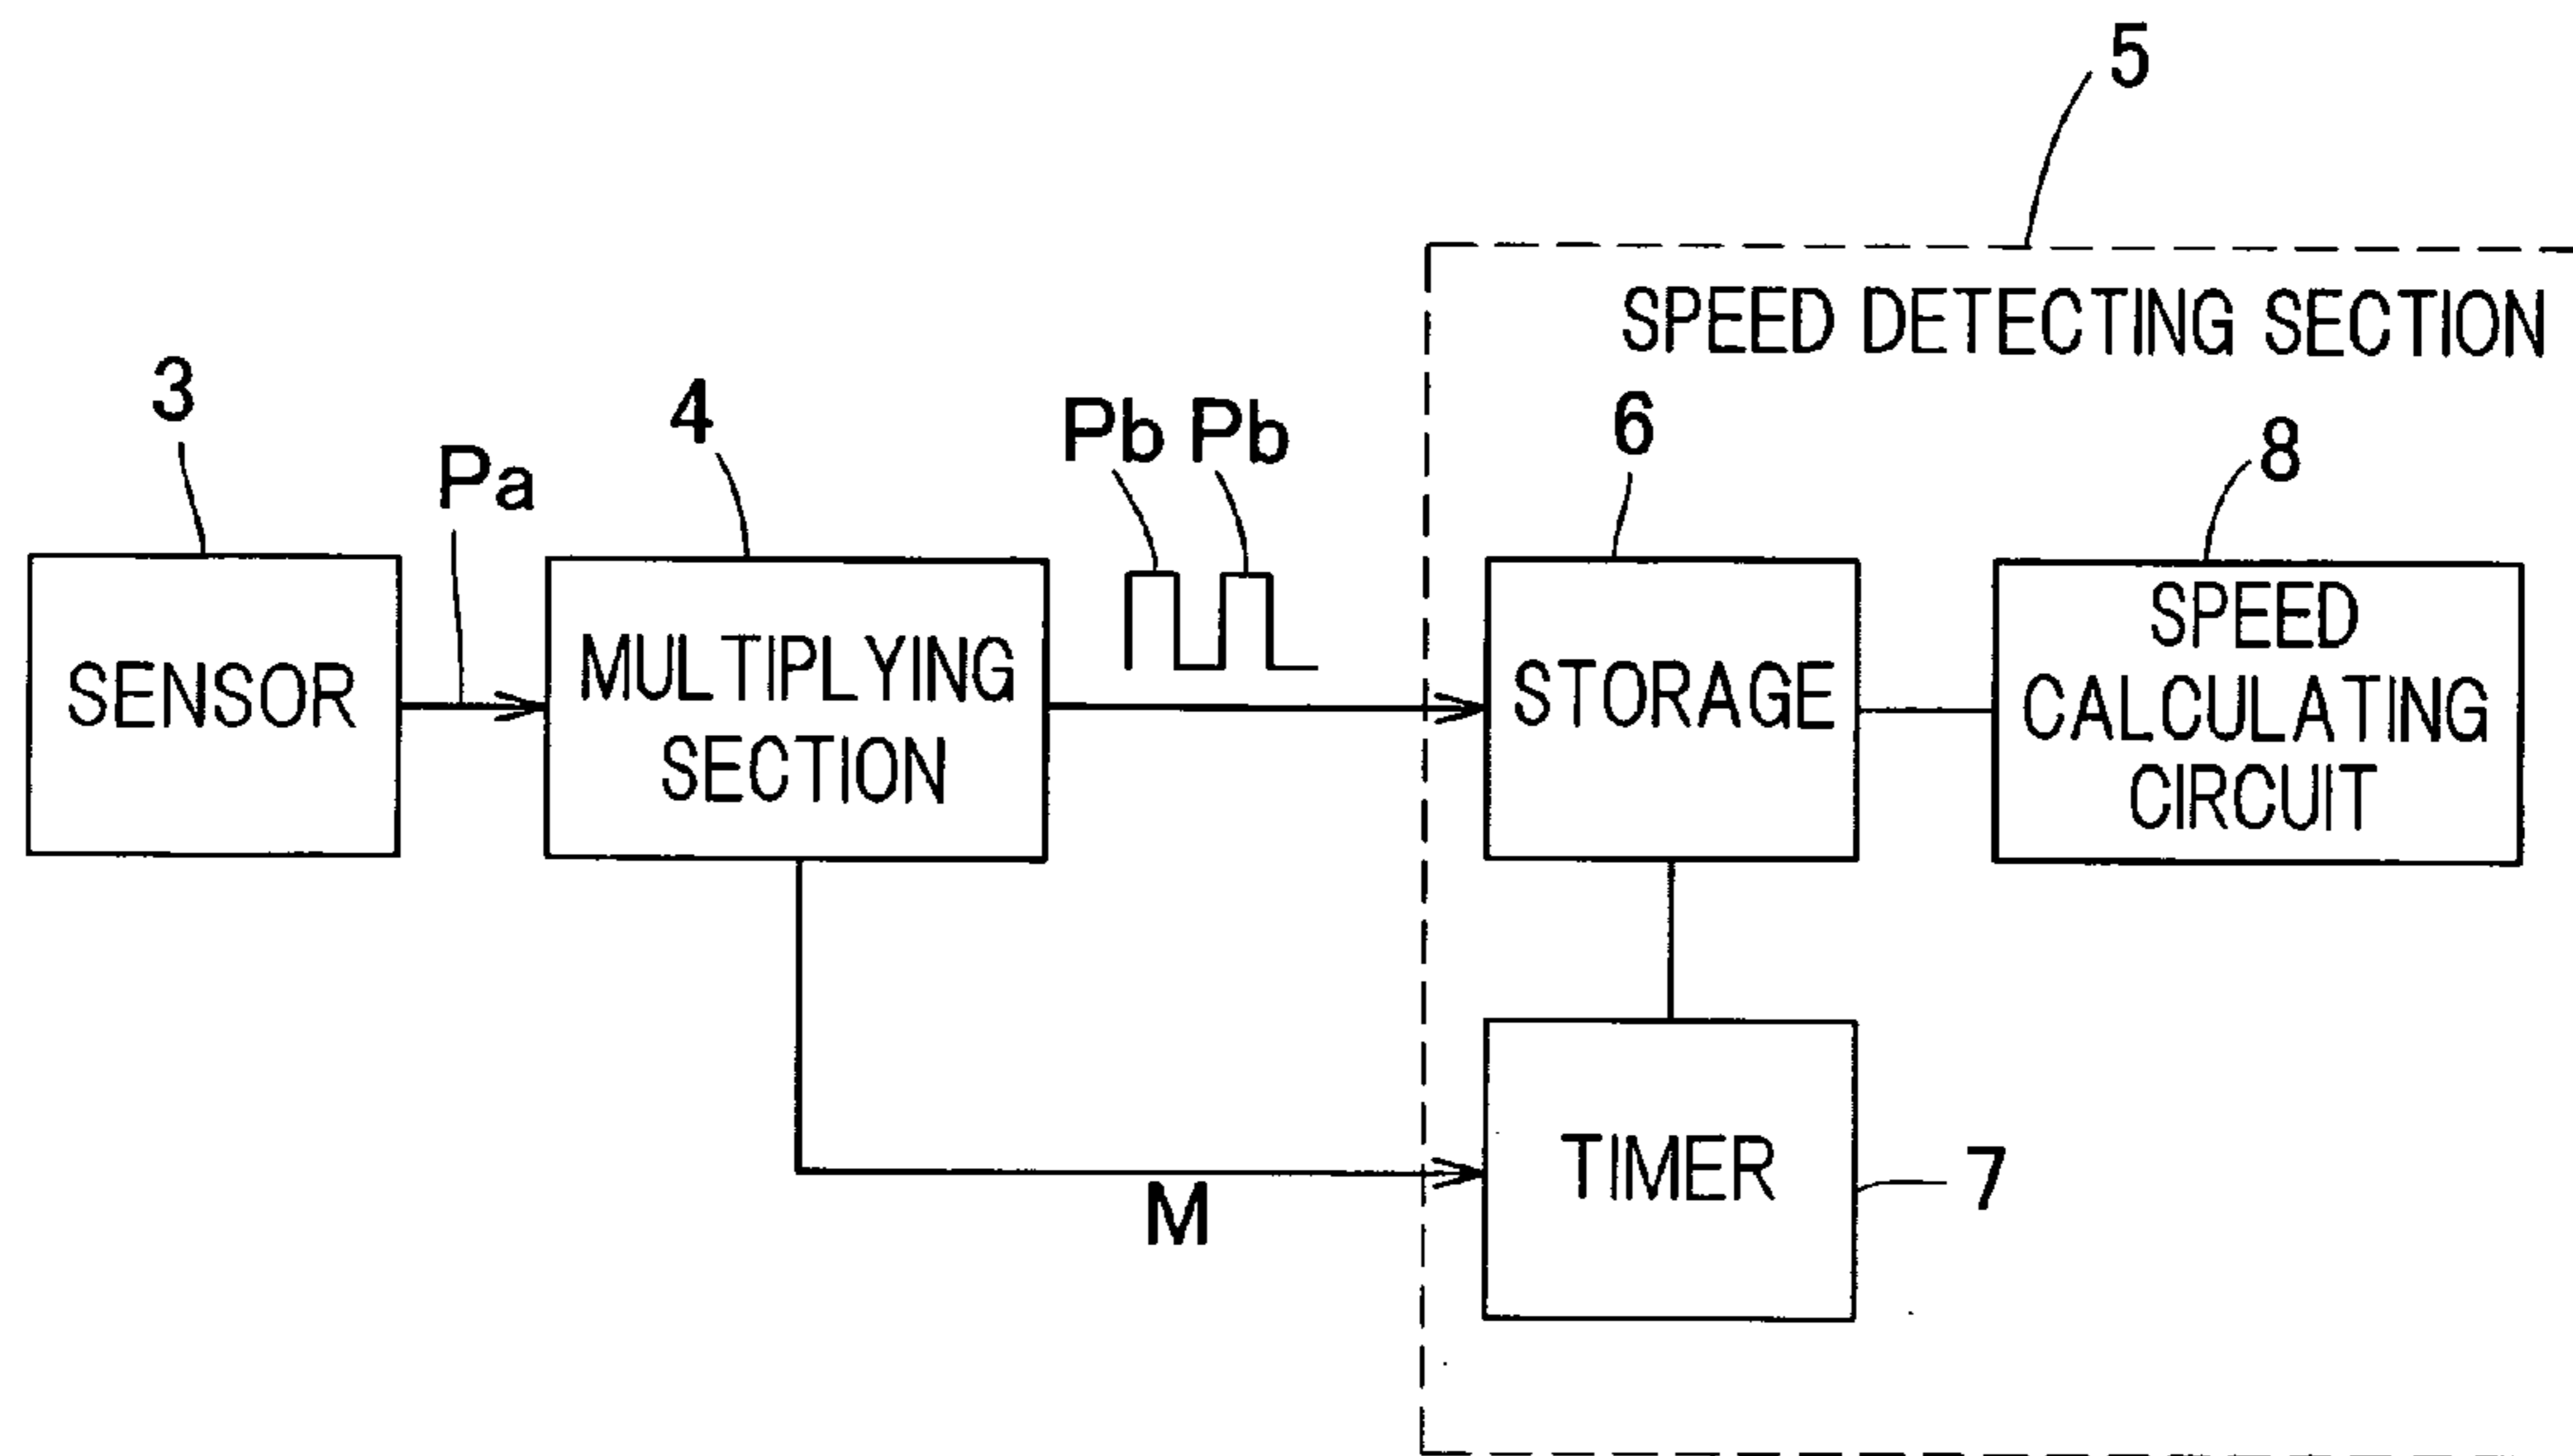 5
SPEED DETECTING SECTION
3
Pa
4
Pb Pb
6
8
SENSOR
MULTIPLYING
SECTION
STORAGE
SPEED
CALCULATING
CIRCUIT
M
TIMER
7